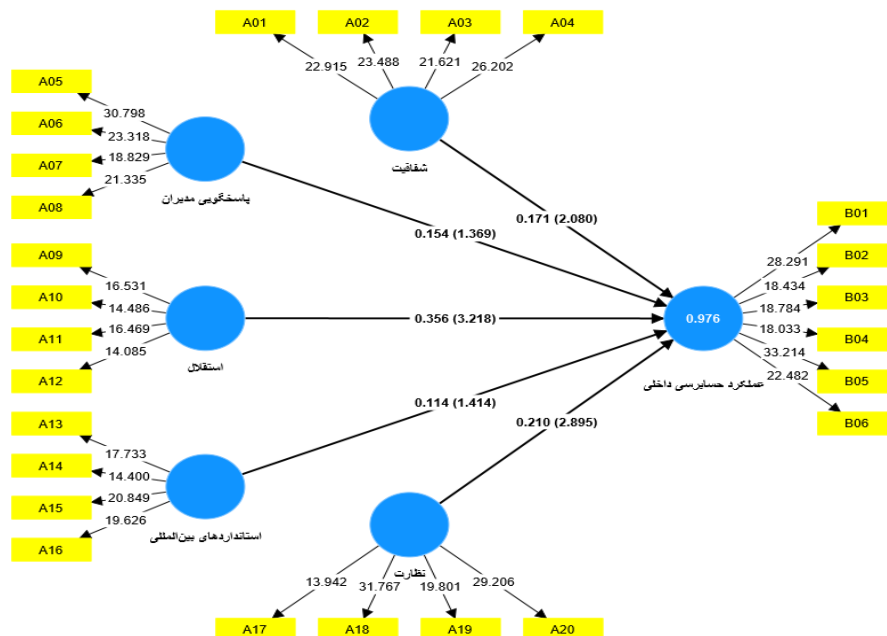 A01
A02
A03
A04
22.915
23.488
21.621
26.202
شفافیت
A05
A06
A07
A08
30.798
23.318
18.829
21.335
پاسخگویی مدیران
0.171 (2.080)
0.154 (1.369)
A09
A10
A11
A12
16.531
14.486
16.469
14.085
استقلال
0.356 (3.218)
0.976
عملکرد حسابرسی داخلی
B01
B02
B03
B04
B05
B06
28.291
18.434
18.784
18.033
33.214
22.482
A13
A14
A15
A16
17.733
14.400
20.849
19.626
استانداردهای بین‌المللی
0.114 (1.414)
0.210 (2.895)
نظارت
13.942
31.767
19.801
29.206
A17
A18
A19
A20